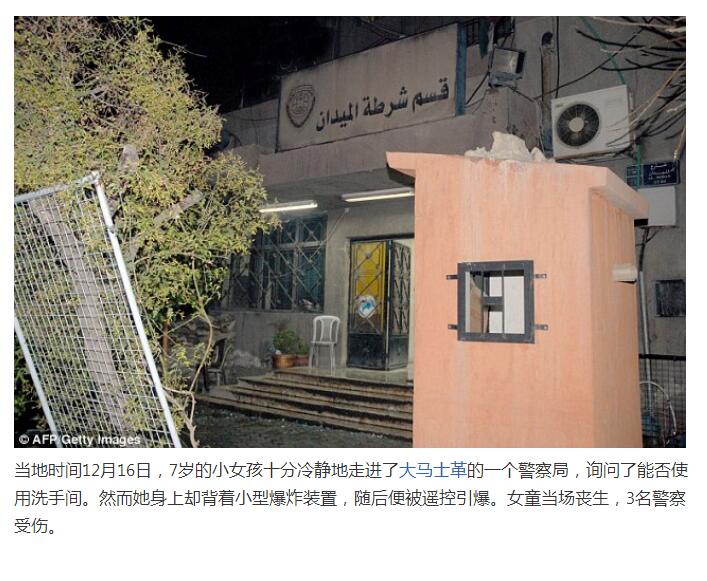 قسم شرطة الميدان
© AFP/Getty Images
当地时间12月16日，7岁的小女孩十分冷静地走进了大马士革的一个警察局，询问了能否使
用洗手间。然而她身上却背着小型爆炸装置，随后便被遥控引爆。女童当场丧生，3名警察
受伤。